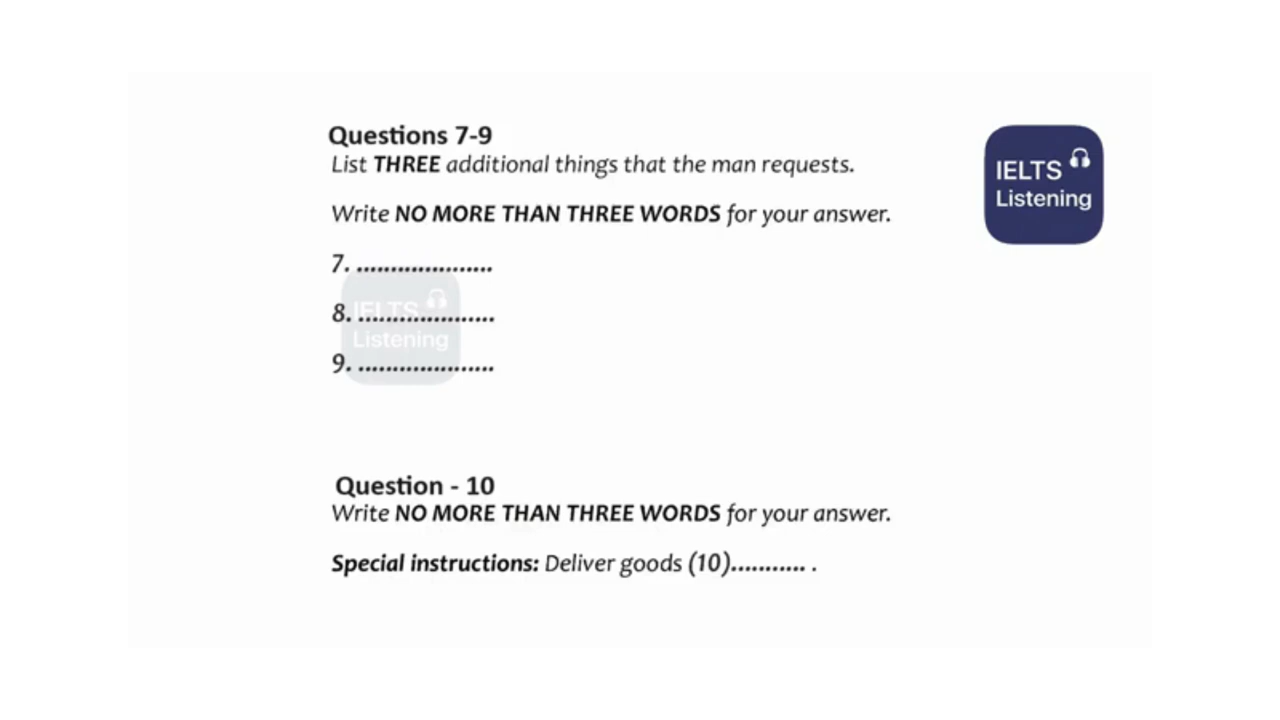 Questions 7-9
List THREE additional things that the man requests.
IELTS
Listening
Write NO MORE THAN THREE WORDS for your answer.
7. ....................
8. ....................
IELTS
Listening
9. ....................
Question - 10
Write NO MORE THAN THREE WORDS for your answer.
Special instructions: Deliver goods (10)........... .